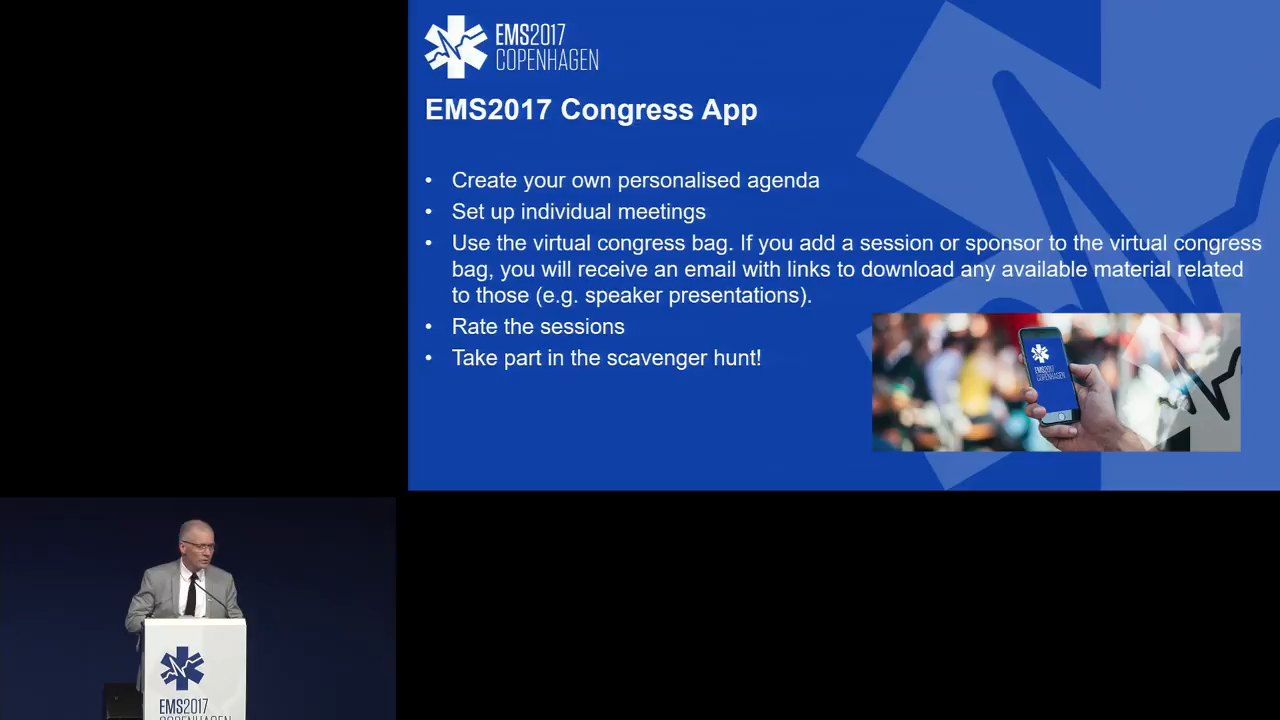 EMS2017
COPENHAGEN
EMS2017 Congress App
• Create your own personalised agenda
• Set up individual meetings
• Use the virtual congress bag. If you add a session or sponsor to the virtual congress
bag, you will receive an email with links to download any available material related
to those (e.g. speaker presentations).
• Rate the sessions
• Take part in the scavenger hunt!
EMS2017
COPENHAGEN
EMS2017
COPENHAGEN